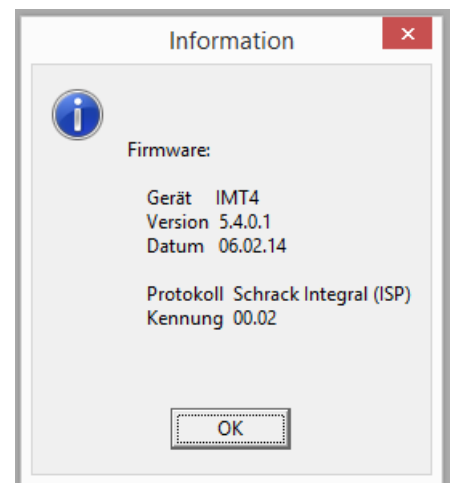 Information
Firmware:
Gerät IMT4
Version 5.4.0.1
Datum 06.02.14
Protokoll Schrack Integral (ISP)
Kennung 00.02
OK